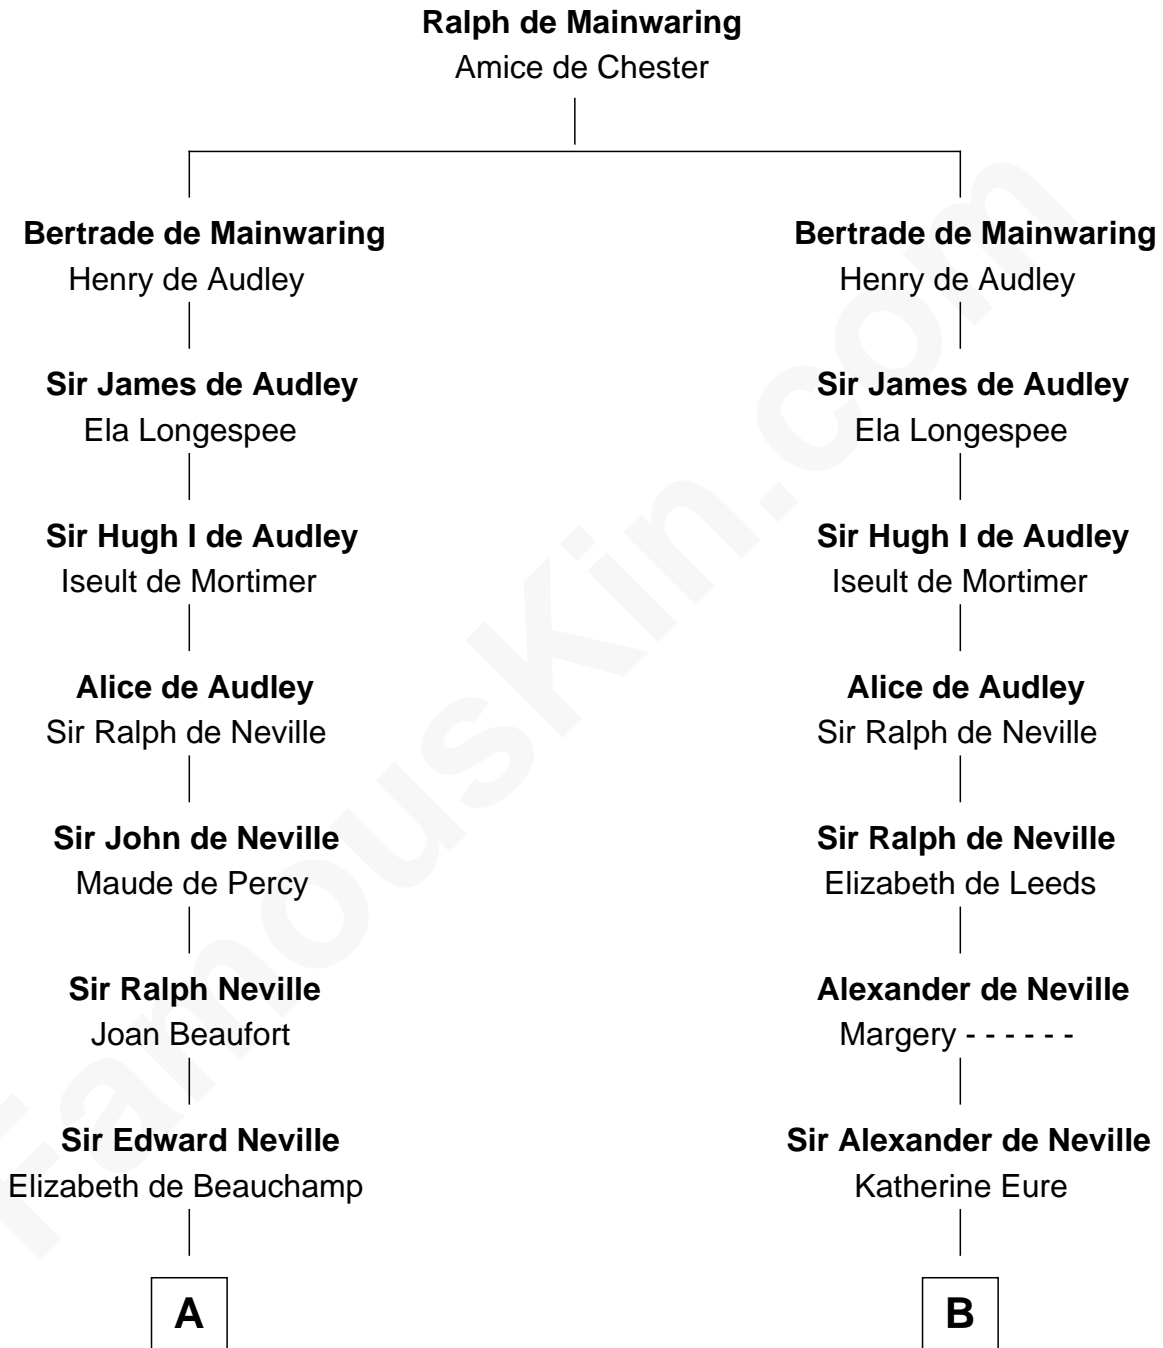 Ralph de Mainwaring
Amice de Chester
Bertrade de Mainwaring
Henry de Audley
Sir James de Audley
Ela Longespee
Sir Hugh I de Audley
Iseult de Mortimer
Alice de Audley
Sir Ralph de Neville
Sir John de Neville
Maude de Percy
Sir Ralph Neville
Joan Beaufort
Sir Edward Neville
Elizabeth de Beauchamp
A
Bertrade de Mainwaring
Henry de Audley
Sir James de Audley
Ela Longespee
Sir Hugh I de Audley
Iseult de Mortimer
Alice de Audley
Sir Ralph de Neville
Sir Ralph de Neville
Elizabeth de Leeds
Alexander de Neville
Margery - - - - - -
Sir Alexander de Neville
Katherine Eure
B
FamousKin.com